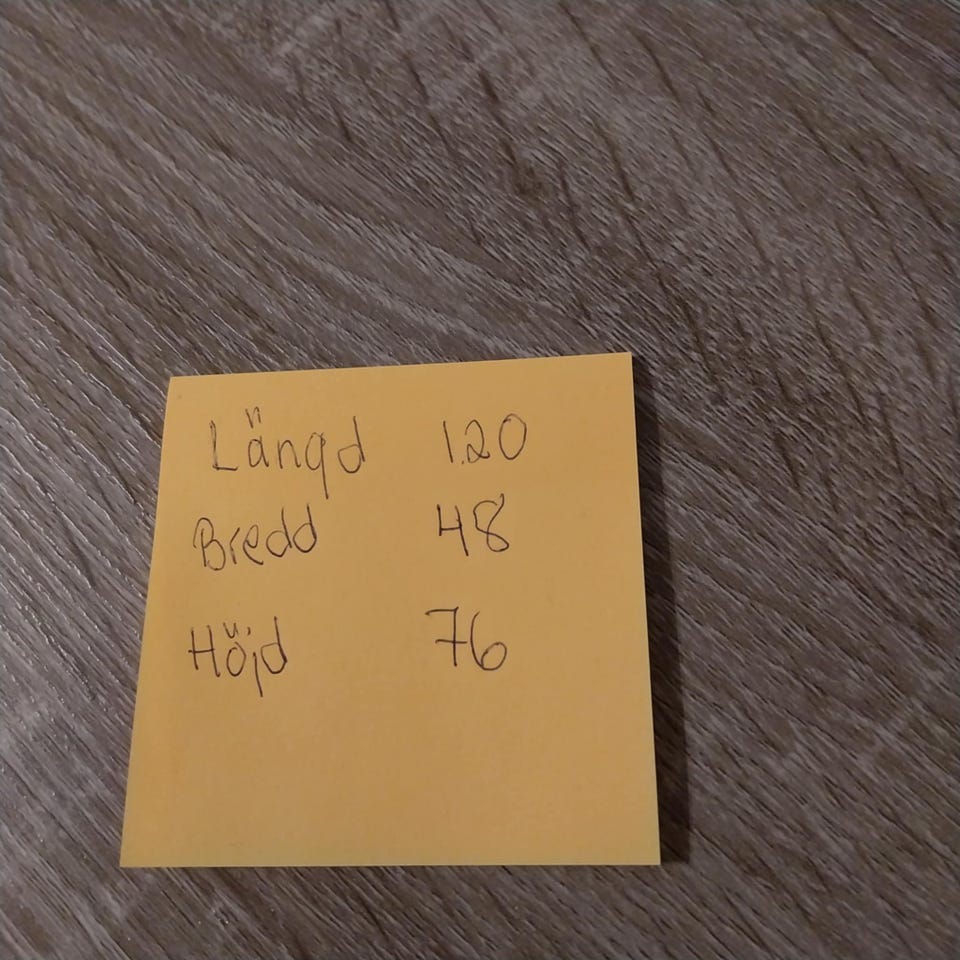 Längd 1.20
Bredd 48
Höjd 76